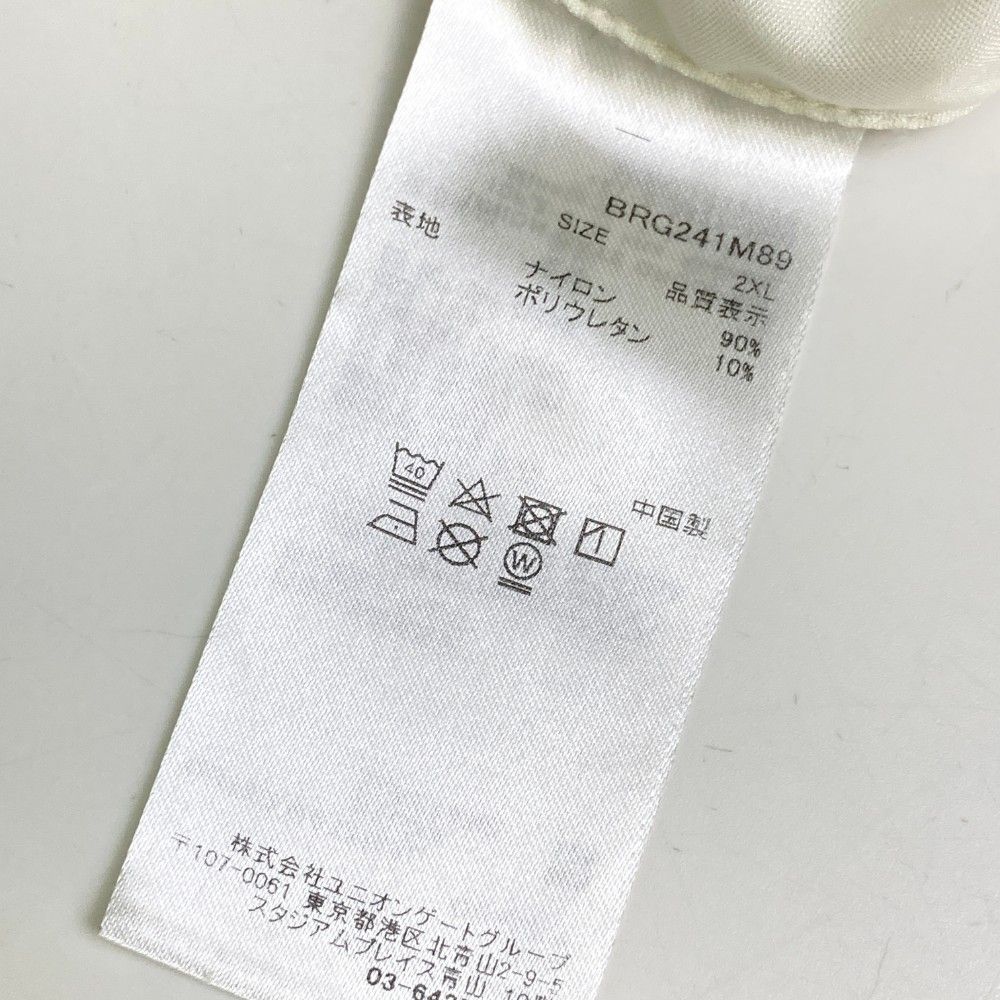 BRG241M89
SIZE 2XL
品質表示
表地 ナイロン 90%
ポリウレタン 10%
中国製
40
W
株式会社ユニオンゲートグループ
〒107-0061 東京都港区北青山2-9-5
スタジアムプレイス青山
03-64